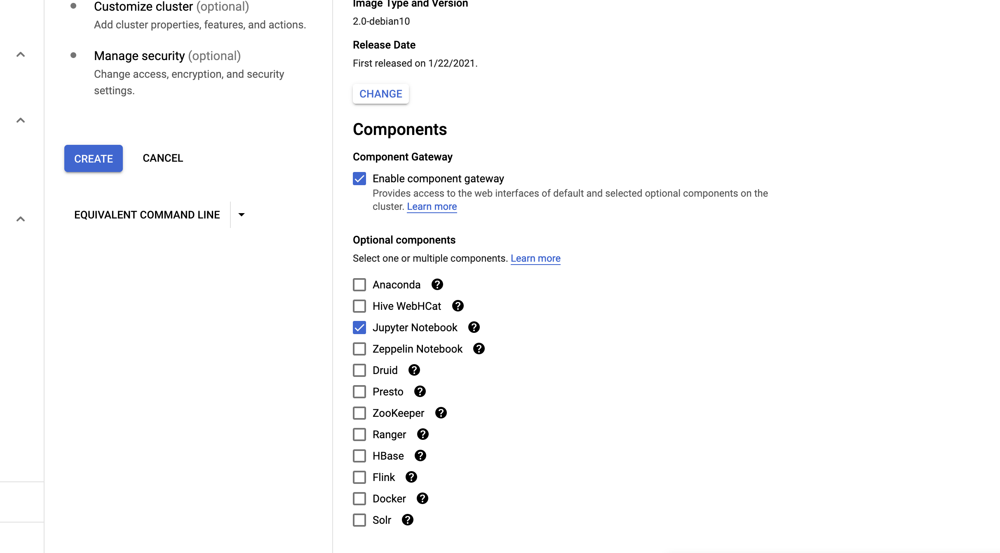 Customize cluster (optional)
Add cluster properties, features, and actions.
Manage security (optional)
Change access, encryption, and security
settings.
CREATE
CANCEL
EQUIVALENT COMMAND LINE
Image Type and Version
2.0-debian10
Release Date
First released on 1/22/2021.
CHANGE
Components
Component Gateway
Enable component gateway
Provides access to the web interfaces of default and selected optional components on the
cluster. Learn more
Optional components
Select one or multiple components. Learn more
Anaconda ?
Hive WebHCat ?
Jupyter Notebook ?
Zeppelin Notebook ?
Druid ?
Presto ?
ZooKeeper ?
Ranger ?
HBase ?
Flink ?
Docker ?
Solr ?